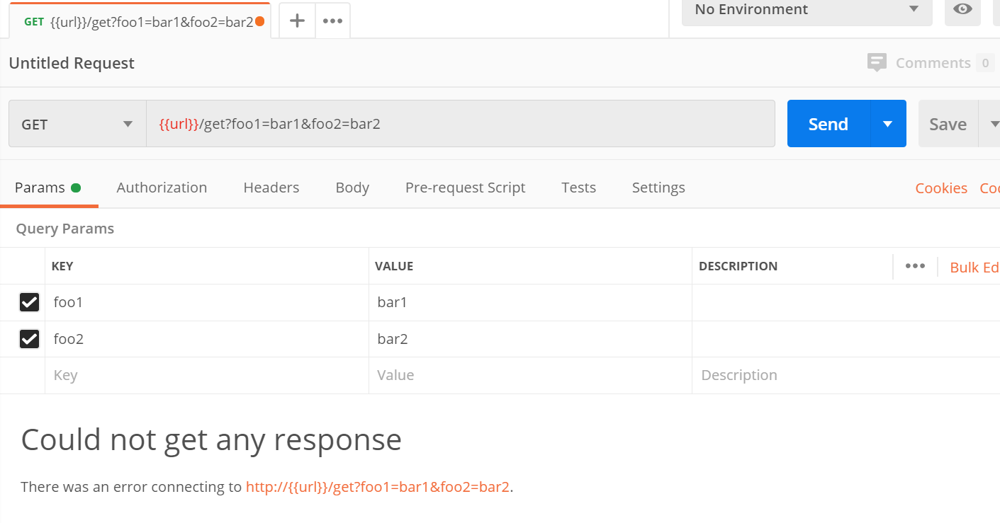 GET {{url}}/get?foo1=bar1&foo2=bar2
No Environment
Untitled Request
Comments 0
GET {{url}}/get?foo1=bar1&foo2=bar2 Send Save
Params Authorization Headers Body Pre-request Script Tests Settings Cookies
Query Params
KEY VALUE DESCRIPTION Bulk Ed
foo1 bar1
foo2 bar2
Key Value Description
Could not get any response
There was an error connecting to http://{{url}}/get?foo1=bar1&foo2=bar2.